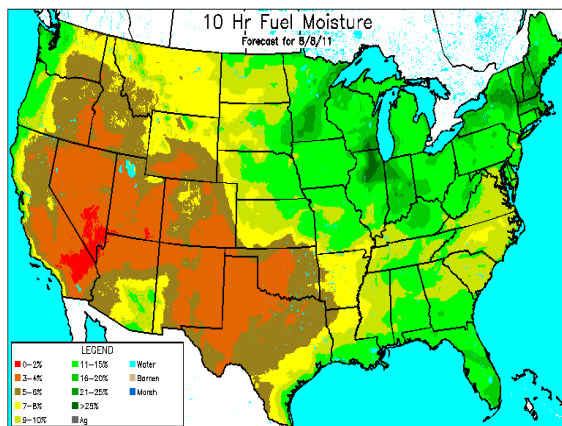 10 Hr Fuel Moisture
Forecast for 8/8/11
LEGEND
0-2% 11-15% Water
3-4% 16-20% Barren
5-6% 21-25% Marsh
7-8% >25%
9-10% Ag